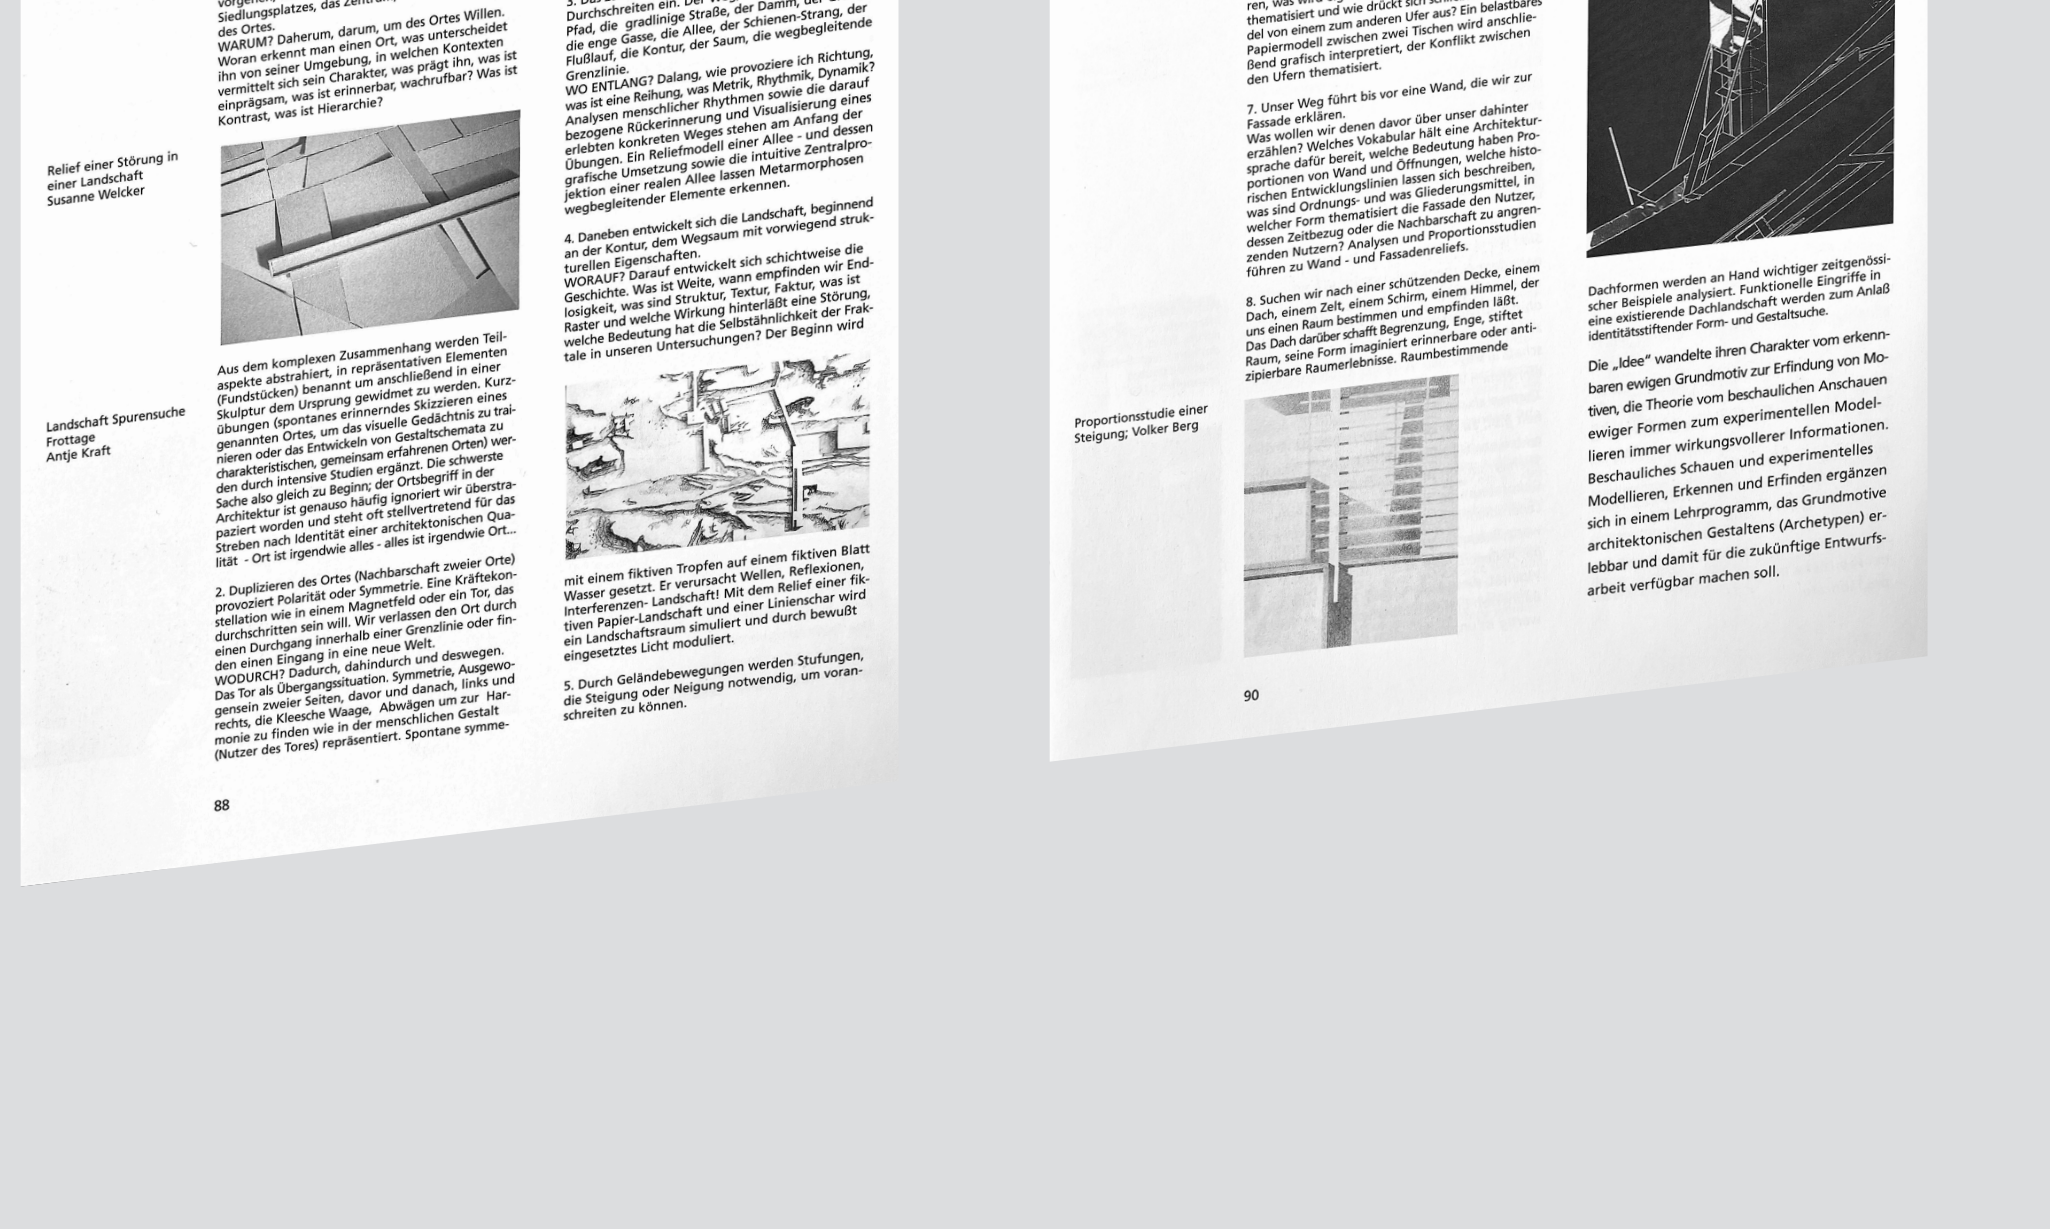 Siedlungsplatzes, das
des Ortes.
WARUM? Daherum, darum, um des Ortes Willen.
Woran erkennt man einen Ort, was unterscheidet
ihn von seiner Umgebung, in welchen Kontexten
vermittelt sich sein Charakter, was prägt ihn, was ist
einprägsam, was ist erinnerbar, wachrufbar? Was ist
Kontrast, was ist Hierarchie?
Relief einer Störung in
einer Landschaft
Susanne Welcker
Aus dem komplexen Zusammenhang werden Teil-
aspekte abstrahiert, in repräsentativen Elementen
(Fundstücken) benannt um anschließend in einer
Skulptur dem Ursprung gewidmet zu werden. Kurz-
übungen (spontanes erinnerndes Skizzieren eines
genannten Ortes, um das visuelle Gedächtnis zu trai-
nieren oder das Entwickeln von Gestaltschemata zu
charakteristischen, gemeinsam erfahrenen Orten) wer-
den durch intensive Studien ergänzt. Die schwerste
Sache also gleich zu Beginn; der Ortsbegriff in der
Architektur ist genauso häufig ignoriert wir überstra-
paziert worden und steht oft stellvertretend für das
Streben nach Identität einer architektonischen Qua-
lität - Ort ist irgendwie alles - alles ist irgendwie Ort...
Landschaft Spurensuche
Frottage
Antje Kraft
2. Duplizieren des Ortes (Nachbarschaft zweier Orte)
provoziert Polarität oder Symmetrie. Eine Kräftekon-
stellation wie in einem Magnetfeld oder ein Tor, das
durchschritten sein will. Wir verlassen den Ort durch
einen Durchgang innerhalb einer Grenzlinie oder fin-
den einen Eingang in eine neue Welt.
WODURCH? Dadurch, dahindurch und deswegen.
Das Tor als Übergangssituation. Symmetrie, Ausgewo-
gensein zweier Seiten, davor und danach, links und
rechts, die Kleesche Waage, Abwägen um zur Har-
monie zu finden wie in der menschlichen Gestalt
(Nutzer des Tores) repräsentiert. Spontane symme-
88
Durchschreiten ein. Der
Pfad, die gradlinige Straße, der Damm, der
die enge Gasse, die Allee, der Schienen-Strang, der
Flußlauf, die Kontur, der Saum, die wegbegleitende
Grenzlinie.
WO ENTLANG? Dalang, wie provoziere ich Richtung,
was ist eine Reihung, was Metrik, Rhythmik, Dynamik?
Analysen menschlicher Rhythmen sowie die darauf
bezogene Rückerinnerung und Visualisierung eines
erlebten konkreten Weges stehen am Anfang der
Übungen. Ein Reliefmodell einer Allee - und dessen
grafische Umsetzung sowie die intuitive Zentralpro-
jektion einer realen Allee lassen Metarmorphosen
wegbegleitender Elemente erkennen.
4. Daneben entwickelt sich die Landschaft, beginnend
an der Kontur, dem Wegsaum mit vorwiegend struk-
turellen Eigenschaften.
WORAUF? Darauf entwickelt sich schichtweise die
Geschichte. Was ist Weite, wann empfinden wir End-
losigkeit, was sind Struktur, Textur, Faktur, was ist
Raster und welche Wirkung hinterläßt eine Störung,
welche Bedeutung hat die Selbstähnlichkeit der Frak-
tale in unseren Untersuchungen? Der Beginn wird
mit einem fiktiven Tropfen auf einem fiktiven Blatt
Wasser gesetzt. Er verursacht Wellen, Reflexionen,
Interferenzen- Landschaft! Mit dem Relief einer fik-
tiven Papier-Landschaft und einer Linienschar wird
ein Landschaftsraum simuliert und durch bewußt
eingesetztes Licht moduliert.
5. Durch Geländebewegungen werden Stufungen,
die Steigung oder Neigung notwendig, um voran-
schreiten zu können.
thematisiert und wie drückt sich
del von einem zum anderen Ufer aus? Ein belastbares
Papiermodell zwischen zwei Tischen wird anschlie-
ßend grafisch interpretiert, der Konflikt zwischen
den Ufern thematisiert.
7. Unser Weg führt bis vor eine Wand, die wir zur
Fassade erklären.
Was wollen wir denen davor über unser dahinter
erzählen? Welches Vokabular hält eine Architektur-
sprache dafür bereit, welche Bedeutung haben Pro-
portionen von Wand und Öffnungen, welche histo-
rischen Entwicklungslinien lassen sich beschreiben,
was sind Ordnungs- und was Gliederungsmittel, in
welcher Form thematisiert die Fassade den Nutzer,
dessen Zeitbezug oder die Nachbarschaft zu angren-
zenden Nutzern? Analysen und Proportionsstudien
führen zu Wand - und Fassadenreliefs.
8. Suchen wir nach einer schützenden Decke, einem
Dach, einem Zelt, einem Schirm, einem Himmel, der
uns einen Raum bestimmen und empfinden läßt.
Das Dach darüber schafft Begrenzung, Enge, stiftet
Raum, seine Form imaginiert erinnerbare oder anti-
zipierbare Raumerlebnisse. Raumbestimmende
Proportionsstudie einer
Steigung; Volker Berg
90
Dachformen werden an Hand wichtiger zeitgenössi-
scher Beispiele analysiert. Funktionelle Eingriffe in
eine existierende Dachlandschaft werden zum Anlaß
identitätsstiftender Form- und Gestaltsuche.
Die „Idee" wandelte ihren Charakter vom erkenn-
baren ewigen Grundmotiv zur Erfindung von Mo-
tiven, die Theorie vom beschaulichen Anschauen
ewiger Formen zum experimentellen Model-
lieren immer wirkungsvollerer Informationen.
Beschauliches Schauen und experimentelles
Modellieren, Erkennen und Erfinden ergänzen
sich in einem Lehrprogramm, das Grundmotive
architektonischen Gestaltens (Archetypen) er-
lebbar und damit für die zukünftige Entwurfs-
arbeit verfügbar machen soll.